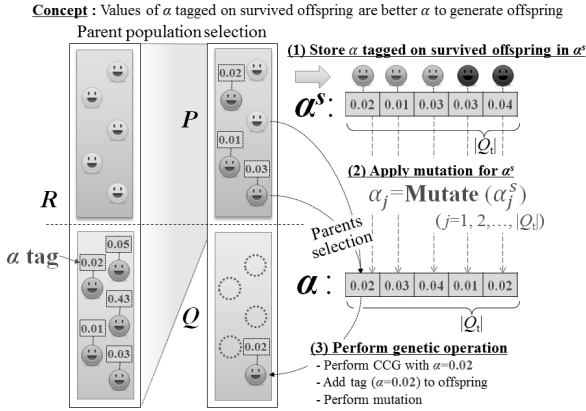 Concept : Values of α tagged on survived offspring are better α to generate offspring
Parent population selection
(1) Store α tagged on survived offspring in αˢ
αˢ:
0.02 0.01 0.03 0.03 0.04
|Qt|
(2) Apply mutation for αˢ
αj=Mutate (αjˢ)
(j=1, 2,…, |Qt|)
α :
0.02 0.03 0.04 0.01 0.02
|Qt|
(3) Perform genetic operation
- Perform CCG with α=0.02
- Add tag (α=0.02) to offspring
- Perform mutation
R
P
0.02
0.01
0.03
Parents
selection
α tag
0.05
0.02
0.43
0.01
0.03
Q
0.02